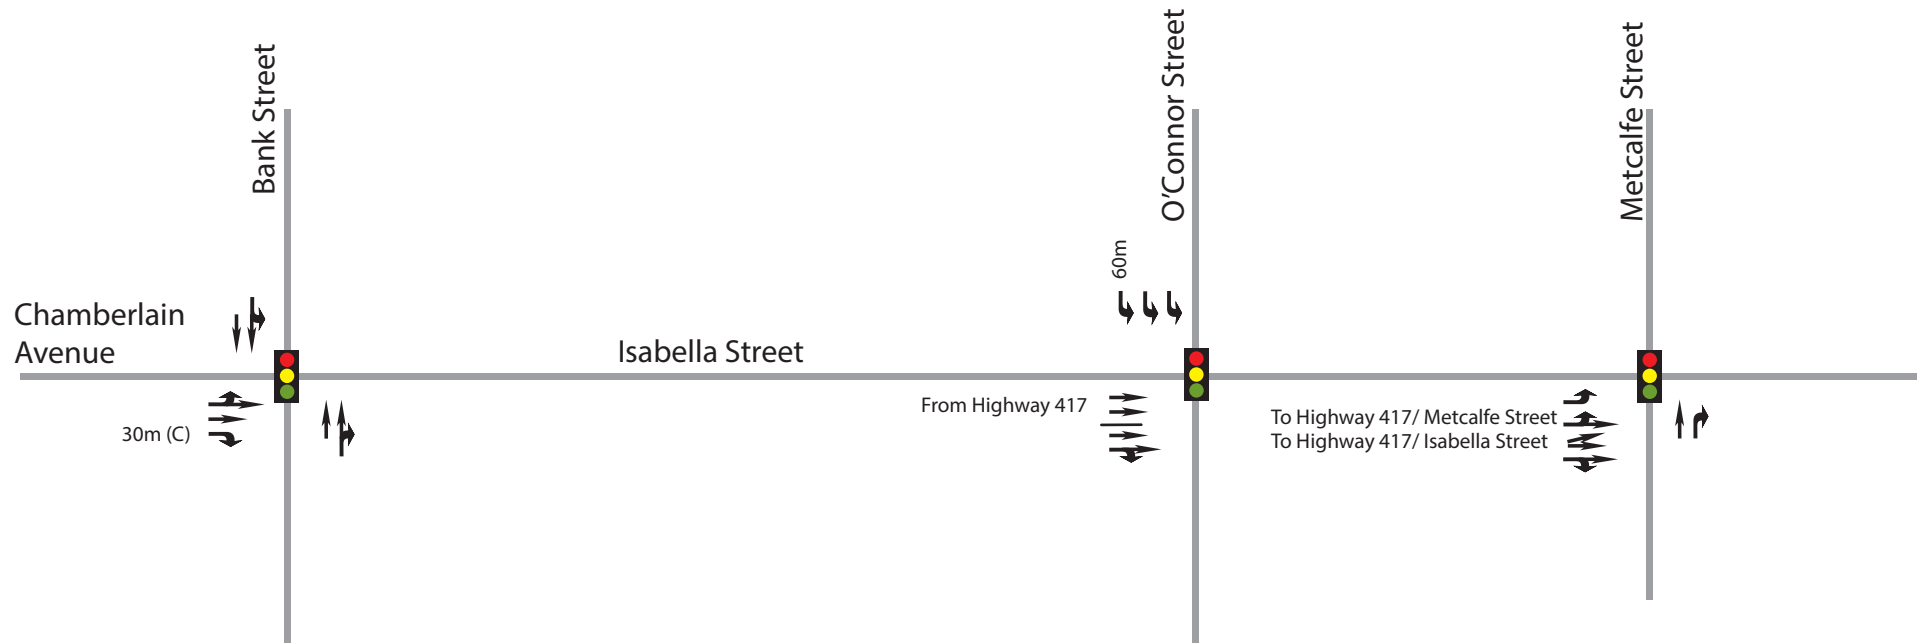 Bank Street
O'Connor Street
Metcalfe Street
60m
Chamberlain
Avenue
Isabella Street
From Highway 417
30m (C)
To Highway 417/ Metcalfe Street
To Highway 417/ Isabella Street